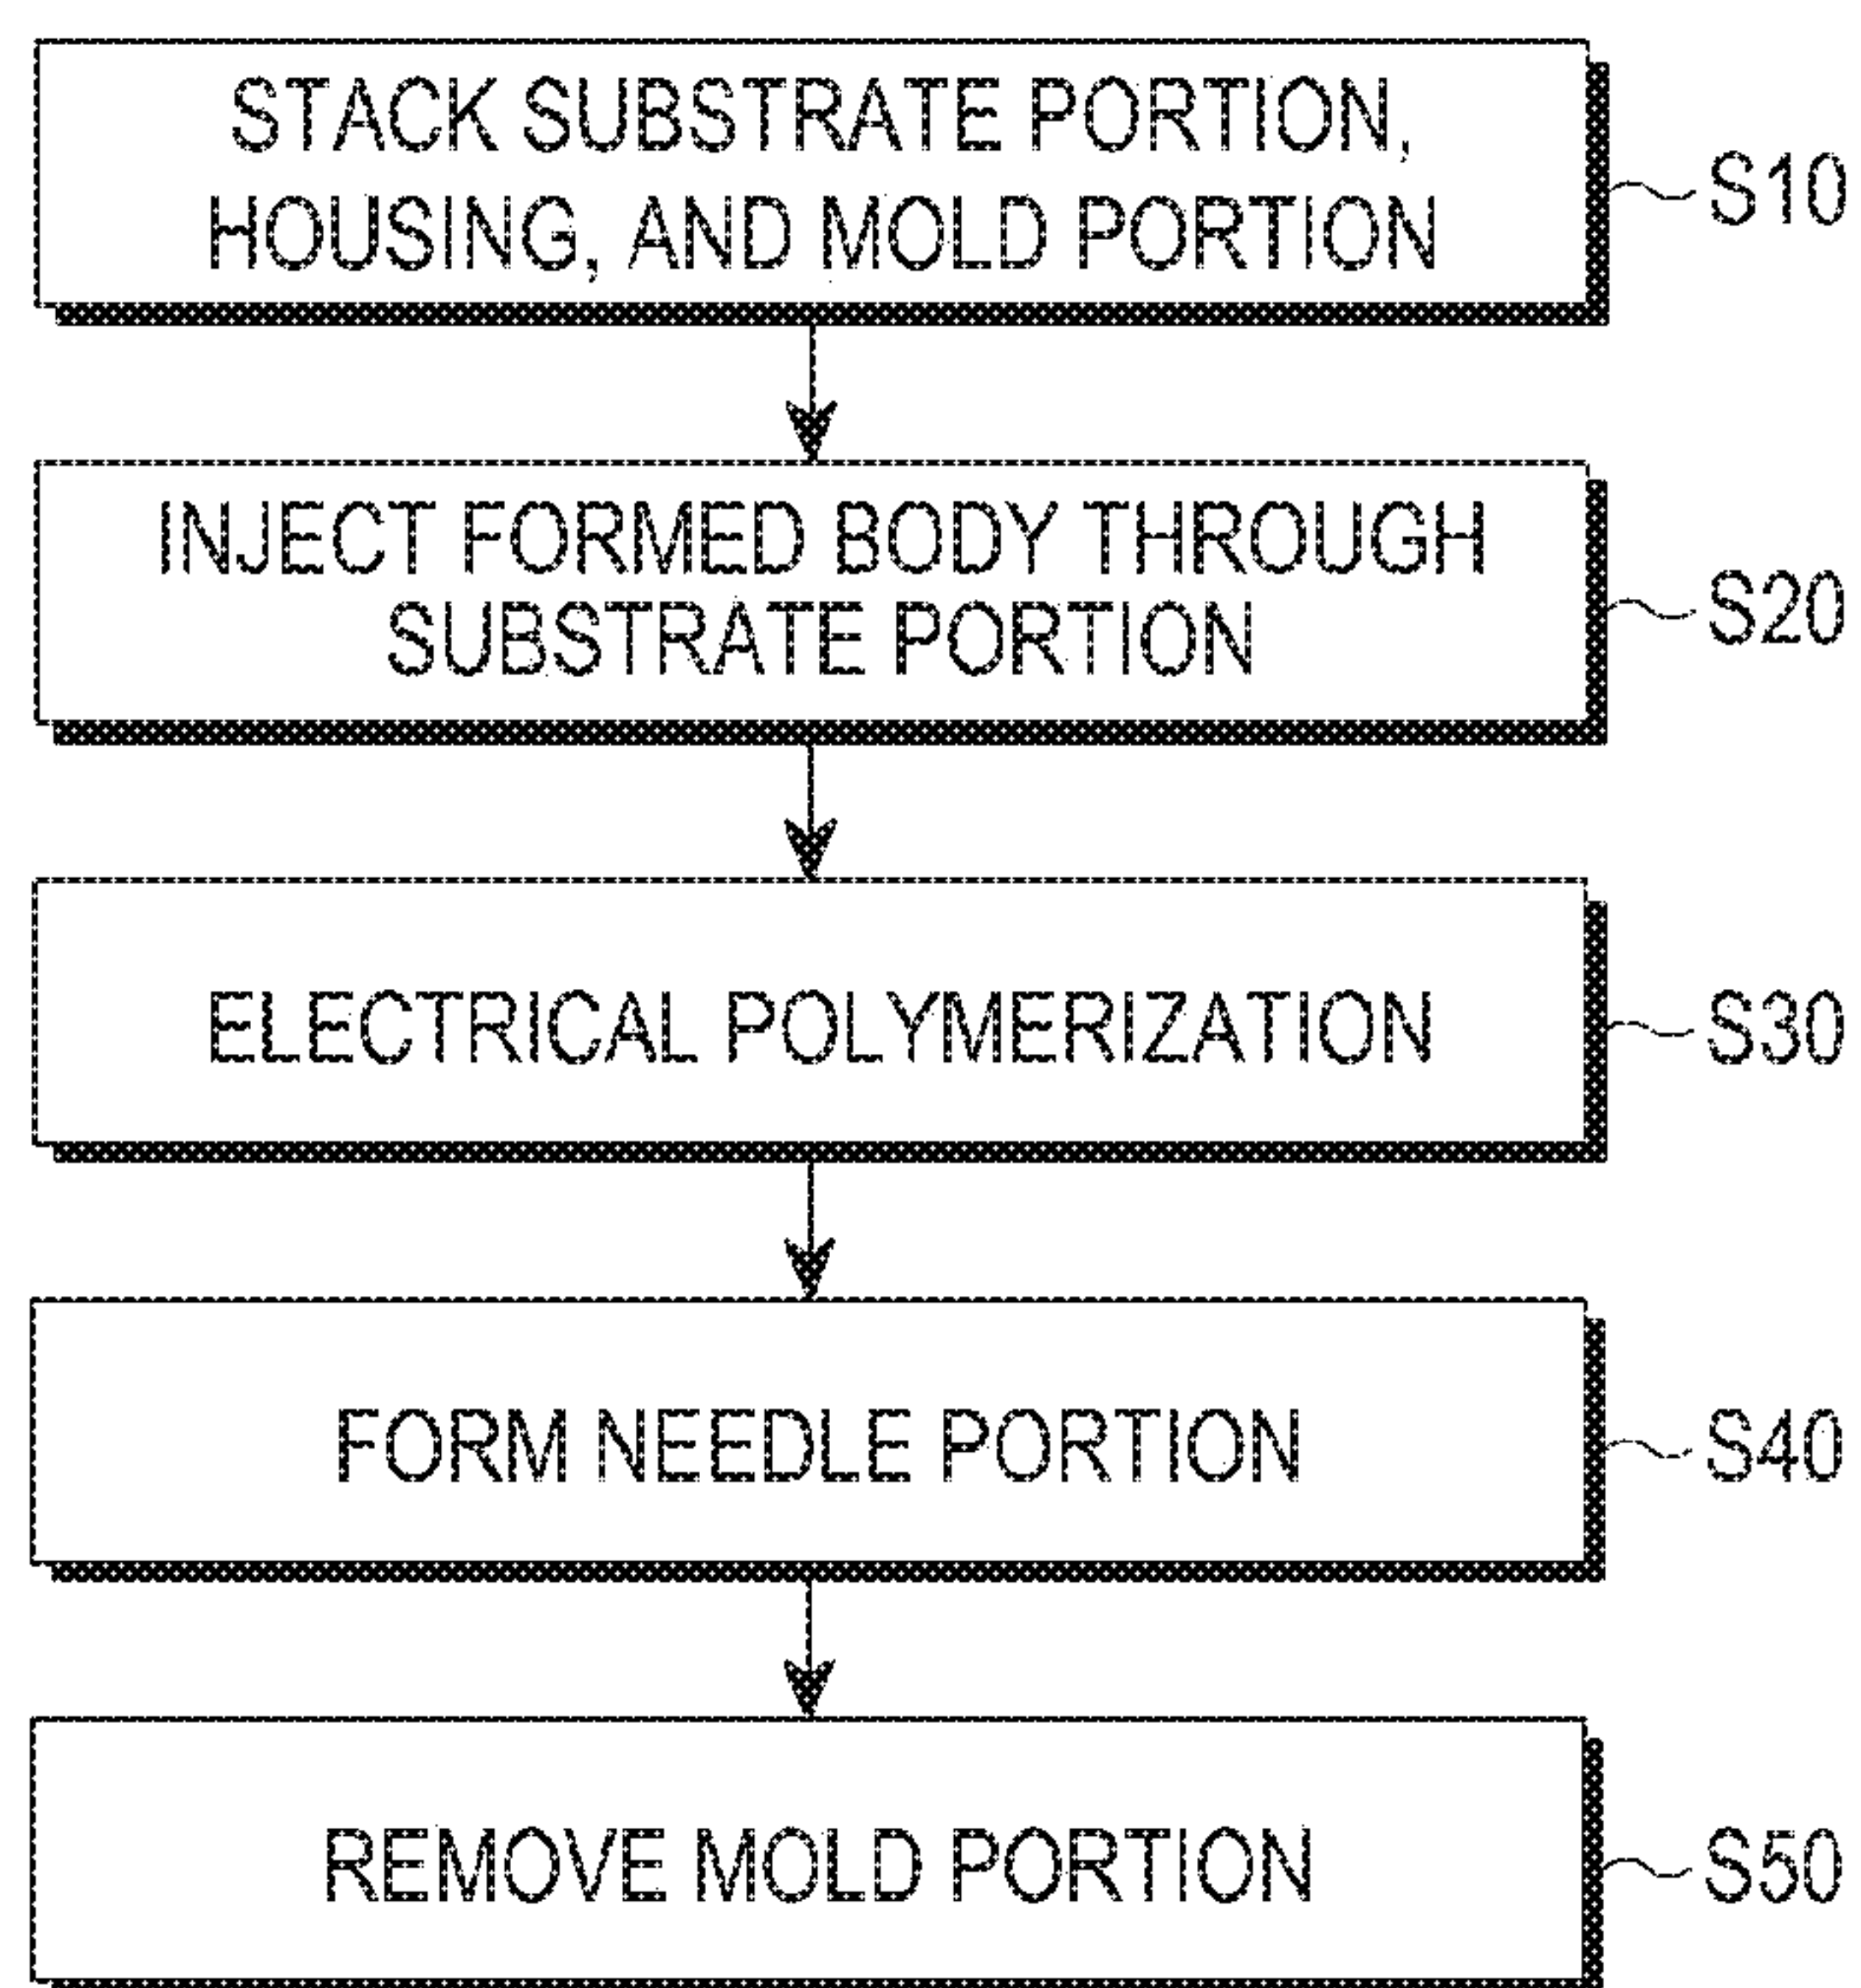 STACK SUBSTRATE PORTION,
HOUSING, AND MOLD PORTION
S10
INJECT FORMED BODY THROUGH
SUBSTRATE PORTION
S20
ELECTRICAL POLYMERIZATION
S30
FORM NEEDLE PORTION
S40
REMOVE MOLD PORTION
S50